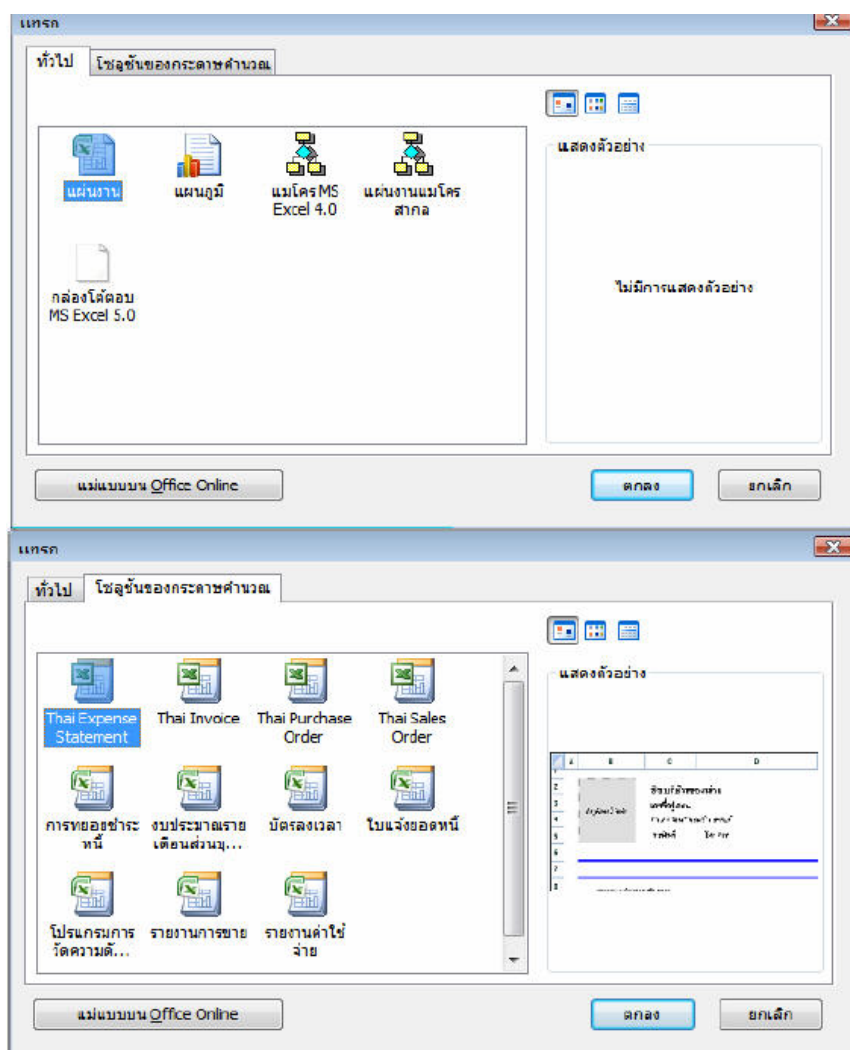 แทรก
ทั่วไป
โซลูชันของกระดาษคำนวณ
แสดงตัวอย่าง
แผ่นงาน
แผนภูมิ
แมโคร MS
Excel 4.0
แผ่นงานแมโคร
สากล
กล่องโต้ตอบ
MS Excel 5.0
ไม่มีการแสดงตัวอย่าง
แม่แบบบน Office Online
ตกลง
ยกเลิก
แทรก
ทั่วไป
โซลูชันของกระดาษคำนวณ
แสดงตัวอย่าง
Thai Expense
Statement
Thai Invoice
Thai Purchase
Order
Thai Sales
Order
การทยอยชำระ
หนี้
งบประมาณราย
เดือนส่วนบุ...
บัตรลงเวลา
ใบแจ้งยอดหนี้
โปรแกรมการ
วัดความดั...
รายงานการขาย
รายงานค่าใช้
จ่าย
แม่แบบบน Office Online
ตกลง
ยกเลิก